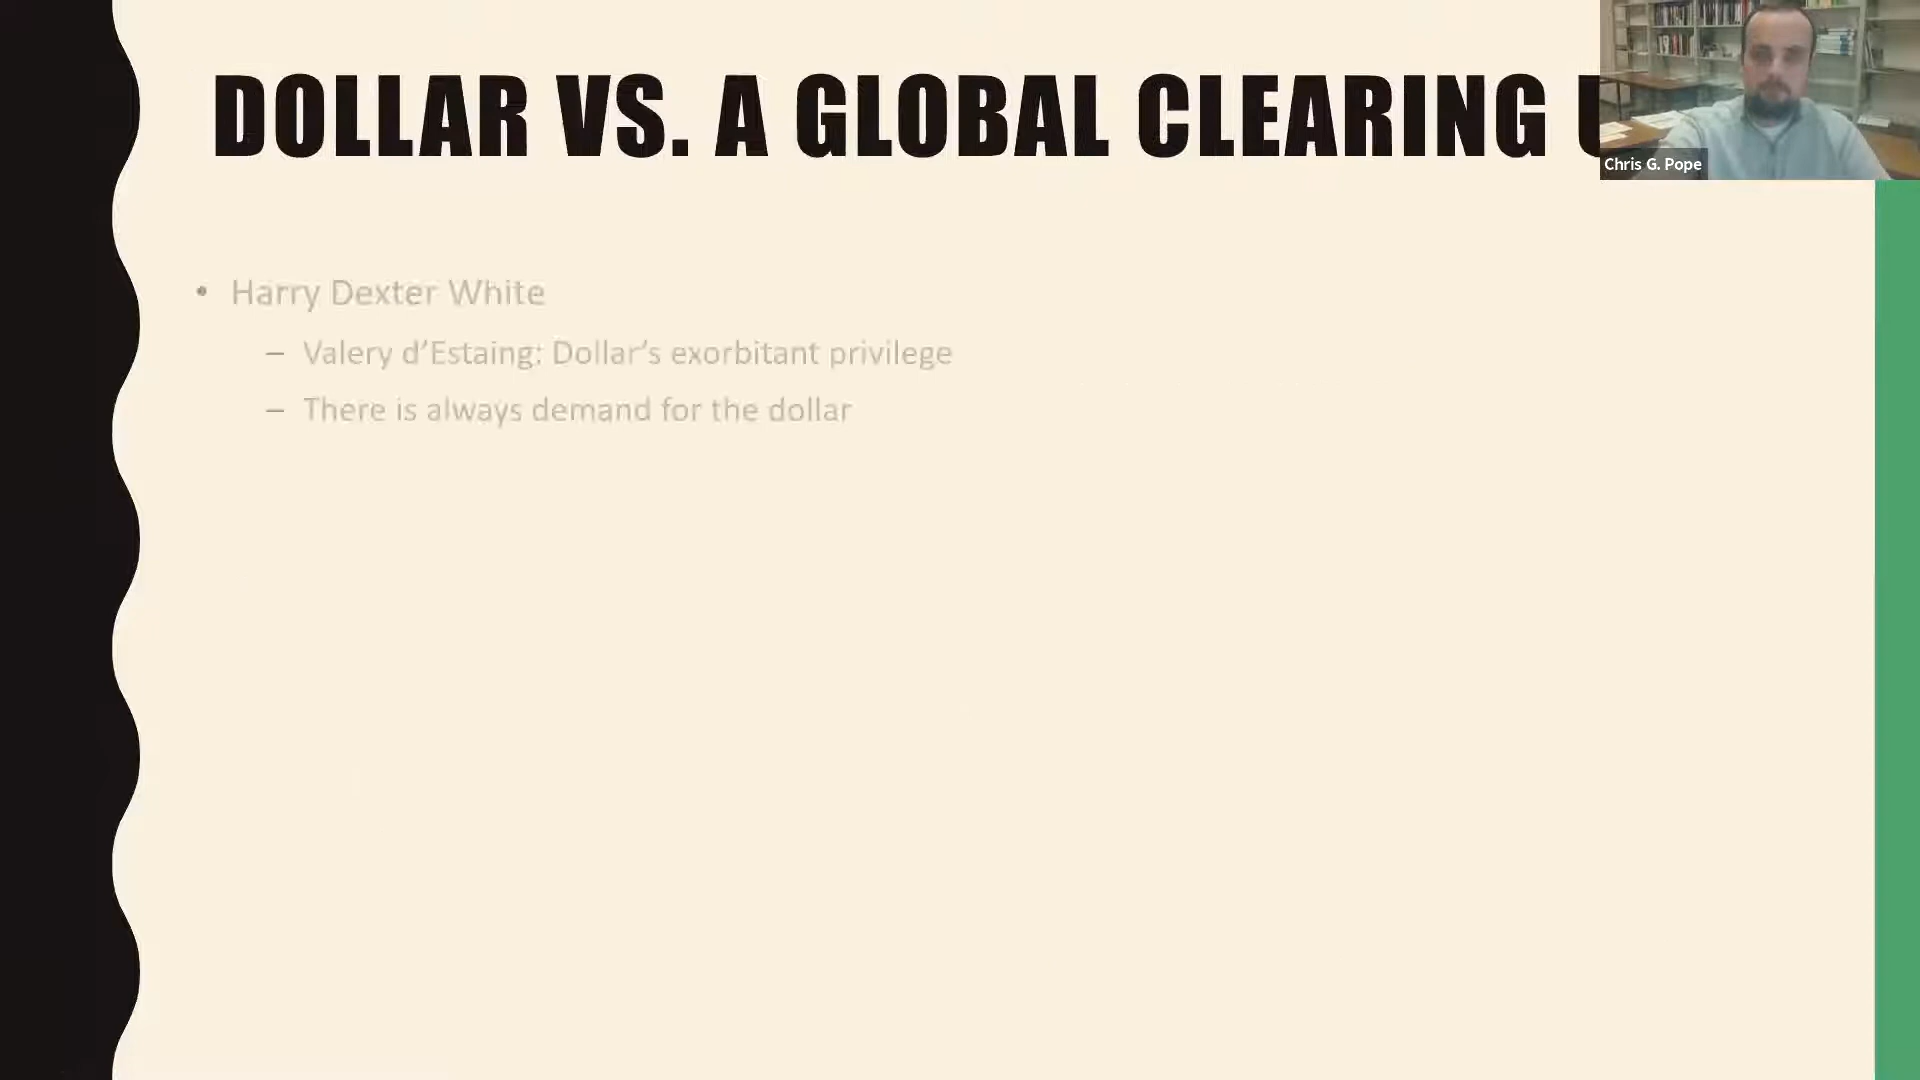 DOLLAR VS. A GLOBAL CLEARING
Chris G. Pope
• Harry Dexter White
– Valery d’Estaing: Dollar’s exorbitant privilege
– There is always demand for the dollar